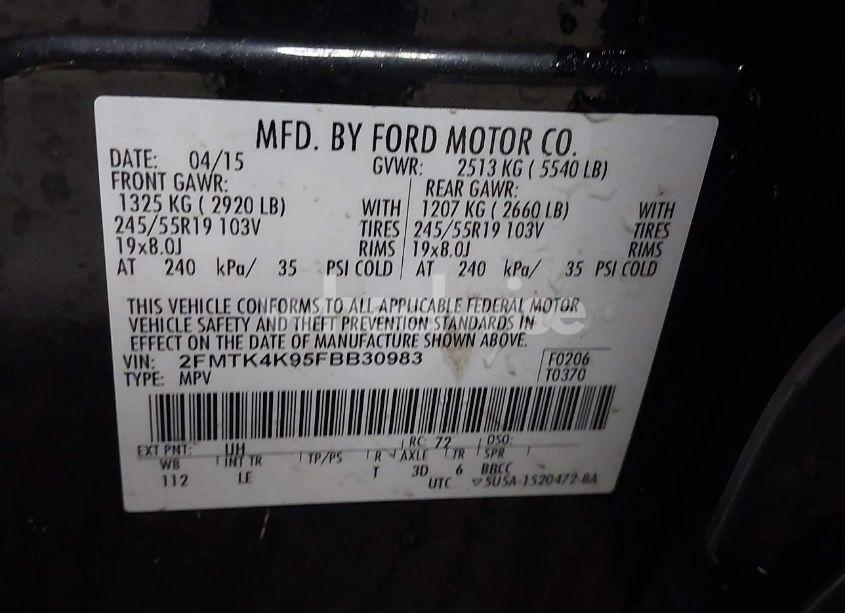 MFD. BY FORD MOTOR CO.
DATE: 04/15 GVWR: 2513 KG ( 5540 LB)
FRONT GAWR: REAR GAWR:
1325 KG ( 2920 LB) WITH 1207 KG ( 2660 LB) WITH
245/55R19 103V TIRES 245/55R19 103V TIRES
19x8.0J RIMS 19x8.0J RIMS
AT 240 kPa/ 35 PSI COLD AT 240 kPa/ 35 PSI COLD
THIS VEHICLE CONFORMS TO ALL APPLICABLE FEDERAL MOTOR
VEHICLE SAFETY AND THEFT PREVENTION STANDARDS IN
EFFECT ON THE DATE OF MANUFACTURE SHOWN ABOVE.
VIN: 2FMTK4K95FBB30983 F0206
TYPE: MPV T0370
EXT PNT: UH RC: 72 DSO:
WB INT TR TP/PS R AXLE TR SPR
112 LE T 3D 6 BBCC
UTC ▽SU5A-1520472-BA